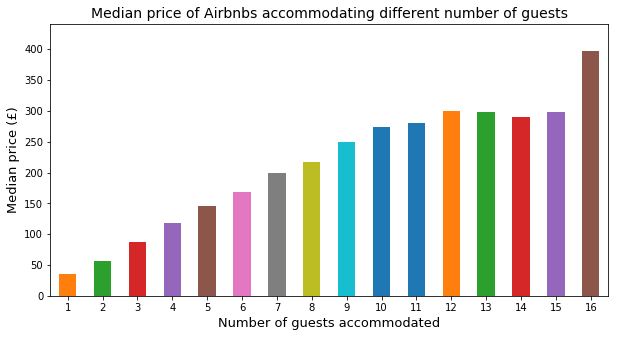 Median price of Airbnbs accommodating different number of guests
Median price (£)
400
350
300
250
200
150
100
50
0
1 2 3 4 5 6 7 8 9 10 11 12 13 14 15 16
Number of guests accommodated